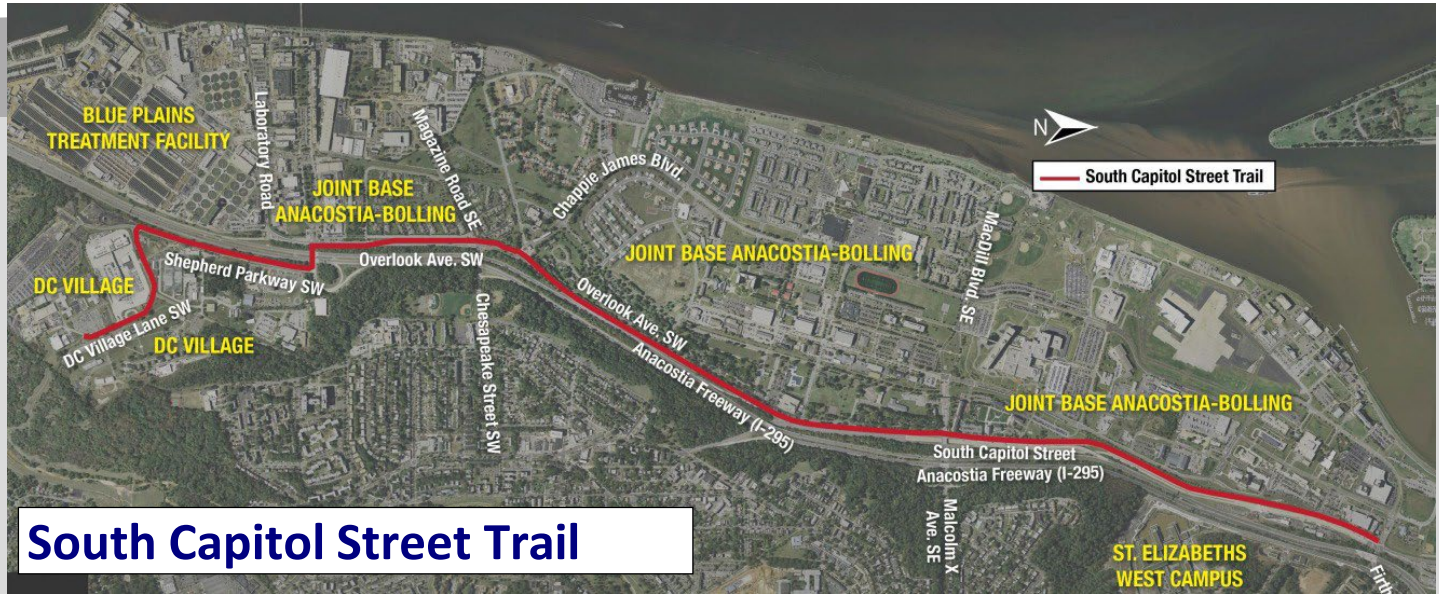 BLUE PLAINS
TREATMENT FACILITY
Laboratory Road
Magazine Road SE
JOINT BASE
ANACOSTIA-BOLLING
Chappie James Blvd.
N
South Capitol Street Trail
JOINT BASE ANACOSTIA-BOLLING
MacDill Blvd. SE
DC VILLAGE
Shepherd Parkway SW
Overlook Ave. SW
DC Village Lane SW
DC VILLAGE
Chesapeake Street SW
Overlook Ave. SW
Anacostia Freeway (I-295)
JOINT BASE ANACOSTIA-BOLLING
South Capitol Street
Anacostia Freeway (I-295)
Malcolm X
Ave. SE
ST. ELIZABETHS
WEST CAMPUS
Firth
South Capitol Street Trail